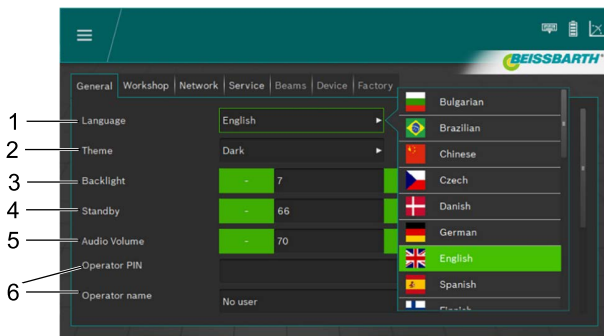 BEISSBARTH
General Workshop Network Service Beams Device Factory
1 Language English
2 Theme Dark
3 Backlight - 7
4 Standby - 66
5 Audio Volume - 70
6 Operator PIN
Operator name No user
Bulgarian
Brazilian
Chinese
Czech
Danish
German
English
Spanish
Finnish